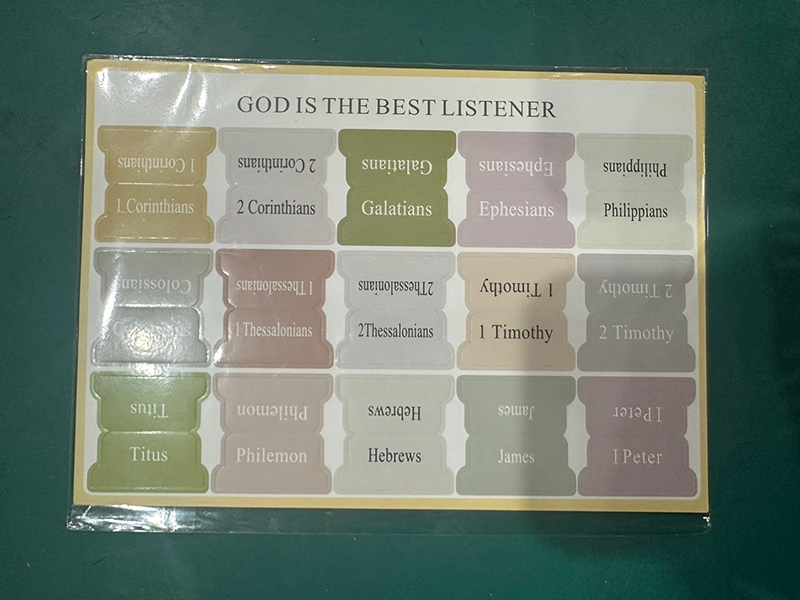 GOD IS THE BEST LISTENER
1 Corinthians 2 Corinthians Galatians Ephesians Philippians
1 Corinthians 2 Corinthians Galatians Ephesians Philippians
Colossian 1 Thessalonians 2Thessalonians 1 Timothy 2 Timothy
1 Thessalonians 2Thessalonians 1 Timothy 2 Timothy
Titus Philemon Hebrews James I Peter
Titus Philemon Hebrews James I Peter